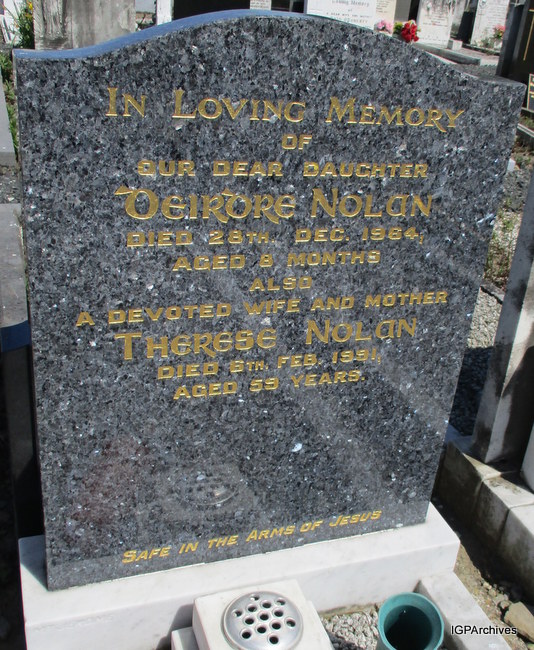 In Loving Memory
OF
OUR DEAR DAUGHTER
Deirdre Nolan
DIED 28TH. DEC. 1964,
AGED 8 MONTHS
ALSO
A DEVOTED WIFE AND MOTHER
Therese Nolan
DIED 6TH. FEB. 1991,
AGED 59 YEARS.
SAFE IN THE ARMS OF JESUS
IGPArchives